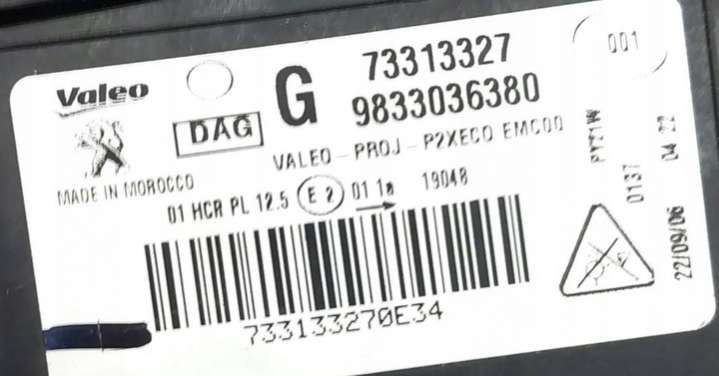 Valeo
DAG
G
73313327
9833036380
001
VALEO - PROJ - P2XECO EMC00
MADE IN MOROCCO
01 HCR PL 12.5 E 2 01 1a 19048
PY21W
0137
22/09/06 04 22
733133270E34